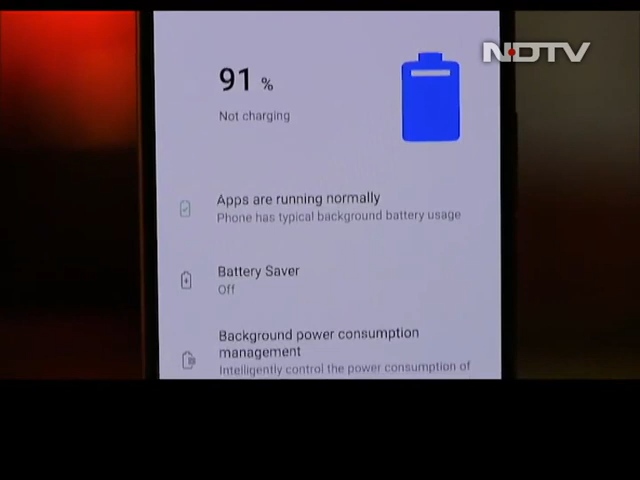 NDTV
91 %
Not charging
Apps are running normally
Phone has typical background battery usage
Battery Saver
Off
Background power consumption
management
Intelligently control the power consumption of